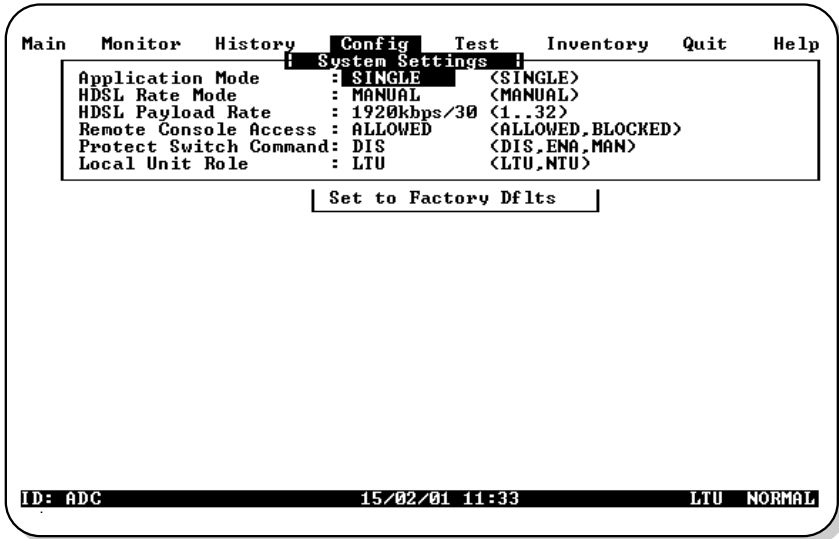 Main Monitor History Config Test Inventory Quit Help
System Settings
Application Mode : SINGLE (SINGLE)
HDSL Rate Mode : MANUAL (MANUAL)
HDSL Payload Rate : 1920kbps/30 (1..32)
Remote Console Access : ALLOWED (ALLOWED,BLOCKED)
Protect Switch Command: DIS (DIS,ENA,MAN)
Local Unit Role : LTU (LTU,NTU)
Set to Factory Dflts
ID: ADC 15/02/01 11:33 LTU NORMAL